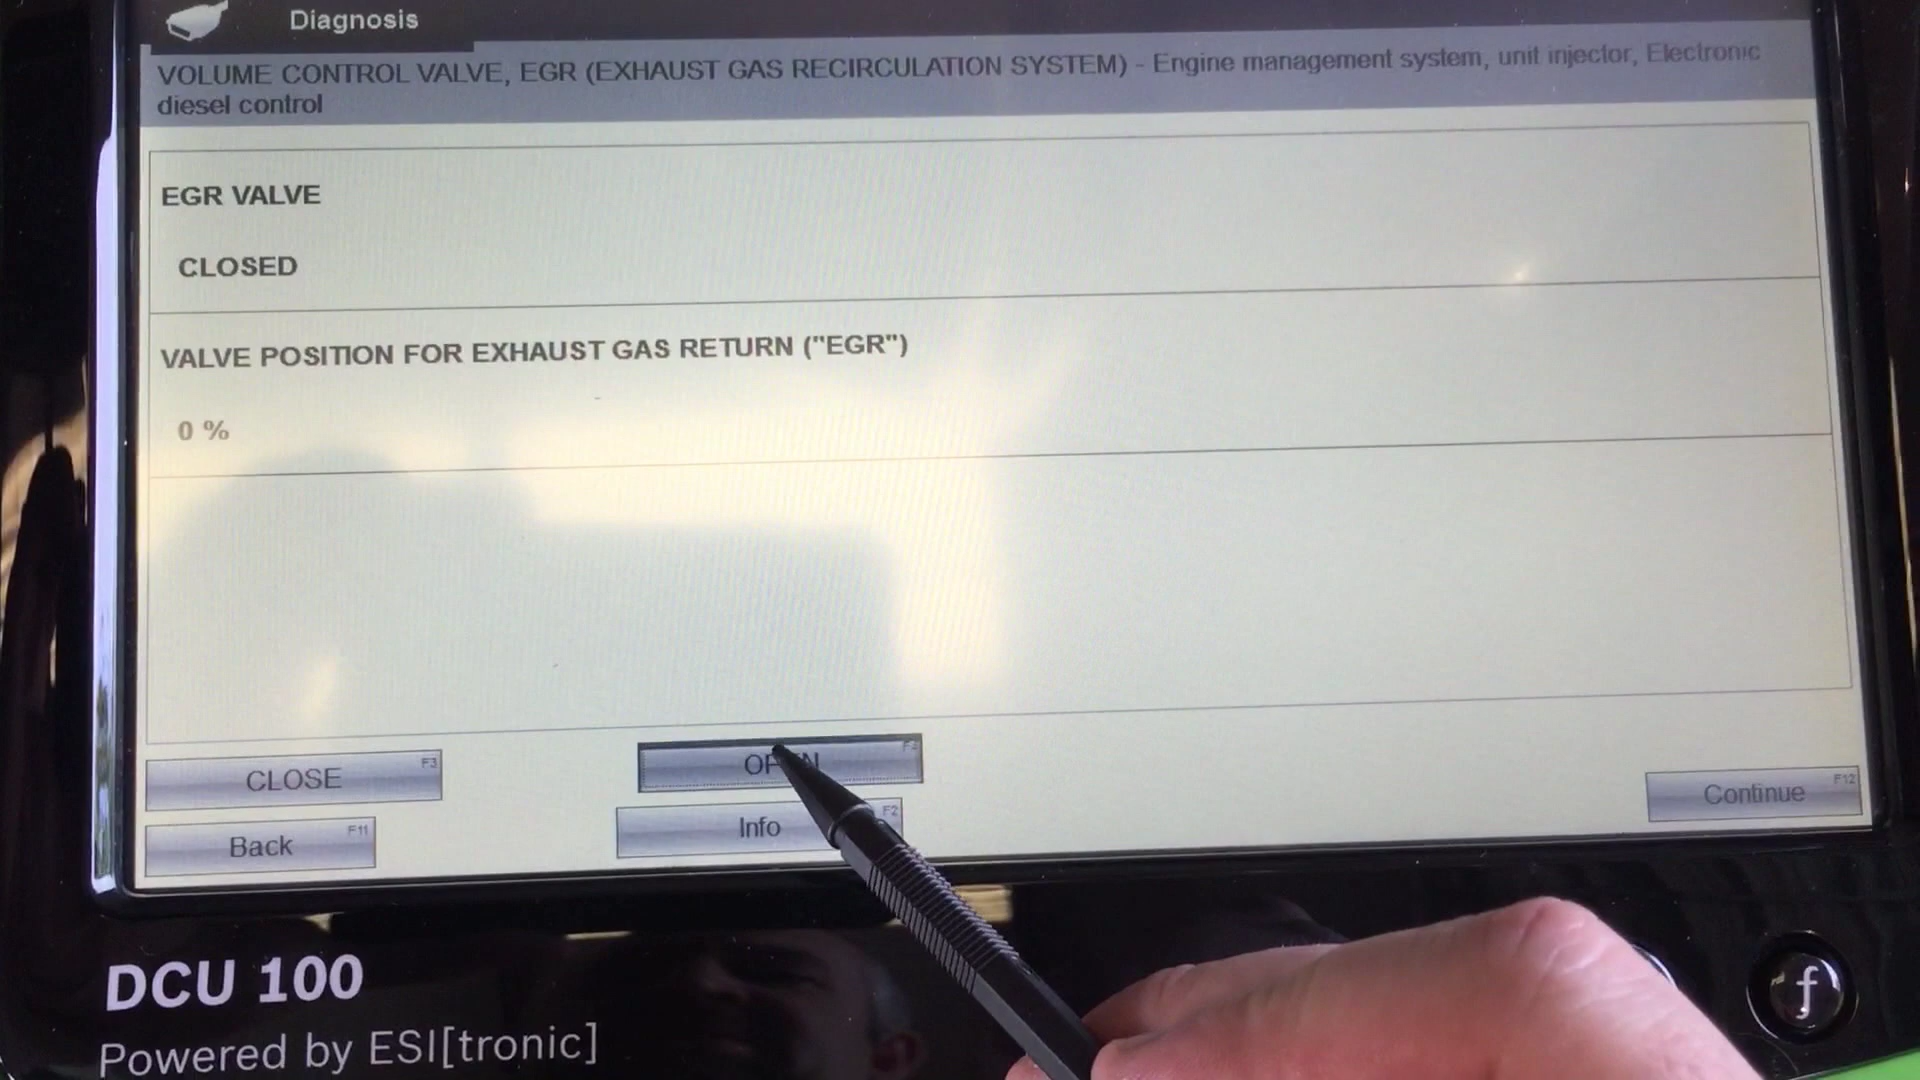 Diagnosis
VOLUME CONTROL VALVE, EGR (EXHAUST GAS RECIRCULATION SYSTEM) - Engine management system, unit injector, Electronic
diesel control
EGR VALVE
CLOSED
VALVE POSITION FOR EXHAUST GAS RETURN ("EGR")
0 %
CLOSE F3
Back F11
Info F2
Continue F12
DCU 100
Powered by ESI[tronic]
f